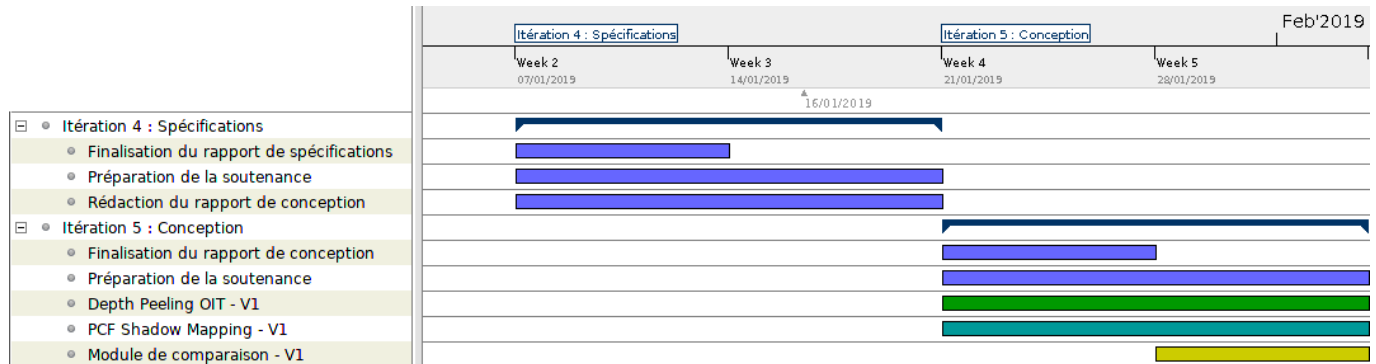 Feb'2019
Itération 4 : Spécifications
Itération 5 : Conception
Week 2
Week 3
Week 4
Week 5
07/01/2019
14/01/2019
21/01/2019
28/01/2019
16/01/2019
Itération 4 : Spécifications
Finalisation du rapport de spécifications
Préparation de la soutenance
Rédaction du rapport de conception
Itération 5 : Conception
Finalisation du rapport de conception
Préparation de la soutenance
Depth Peeling OIT - V1
PCF Shadow Mapping - V1
Module de comparaison - V1